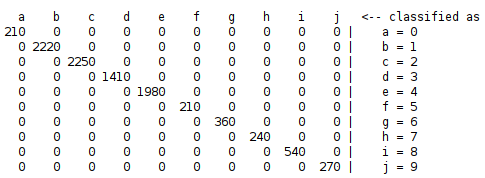 a b c d e f g h i j <-- classified as
210 0 0 0 0 0 0 0 0 0 | a = 0
0 2220 0 0 0 0 0 0 0 0 | b = 1
0 0 2250 0 0 0 0 0 0 0 | c = 2
0 0 0 1410 0 0 0 0 0 0 | d = 3
0 0 0 0 1980 0 0 0 0 0 | e = 4
0 0 0 0 0 210 0 0 0 0 | f = 5
0 0 0 0 0 0 360 0 0 0 | g = 6
0 0 0 0 0 0 0 240 0 0 | h = 7
0 0 0 0 0 0 0 0 540 0 | i = 8
0 0 0 0 0 0 0 0 0 270 | j = 9